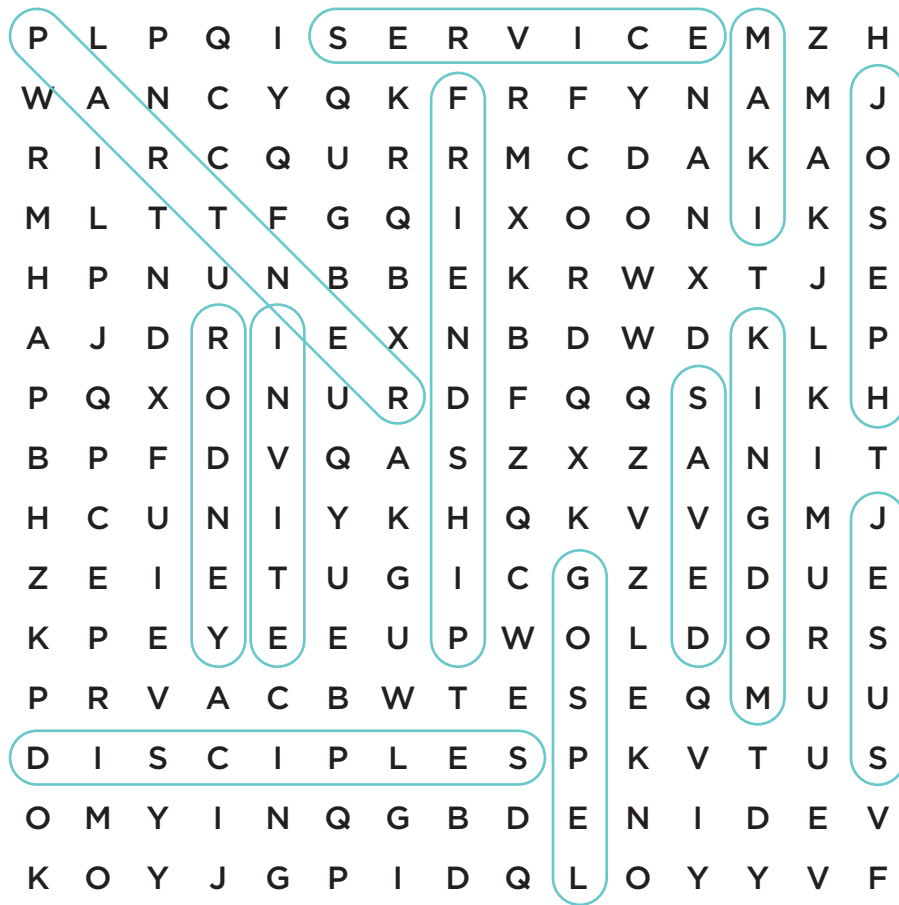 P L P Q I S E R V I C E M Z H
W A N C Y Q K F R F Y N A M J
R I R C Q U R R M C D A K A O
M L T T F G Q I X O O N I K S
H P N U N B B E K R W X T J E
A J D R I E X N B D W D K L P
P Q X O N U R D F Q Q S I K H
B P F D V Q A S Z X Z A N I T
H C U N I Y K H Q K V V G M J
Z E I E T U G I C G Z E D U E
K P E Y E E U P W O L D O R S
P R V A C B W T E S E Q M U U
D I S C I P L E S P K V T U S
O M Y I N Q G B D E N I D E V
K O Y J G P I D Q L O Y Y V F